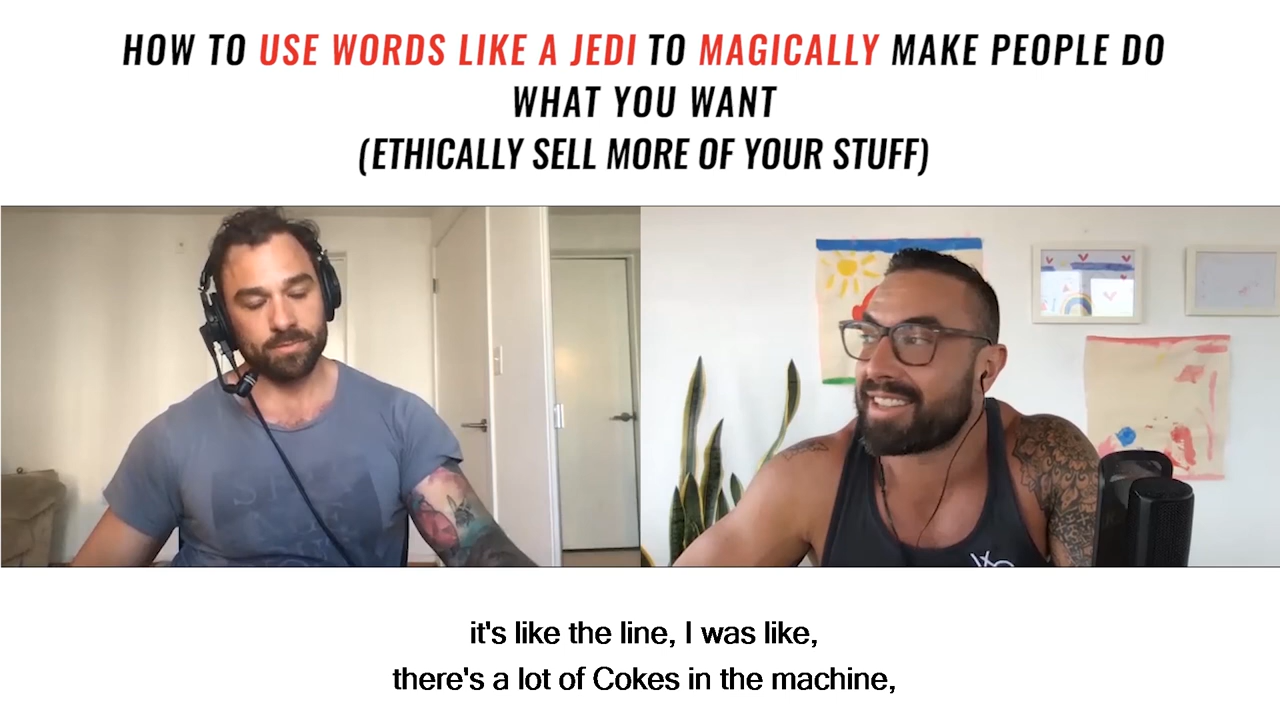 HOW TO USE WORDS LIKE A JEDI TO MAGICALLY MAKE PEOPLE DO
WHAT YOU WANT
(ETHICALLY SELL MORE OF YOUR STUFF)
it's like the line, I was like,
there's a lot of Cokes in the machine,